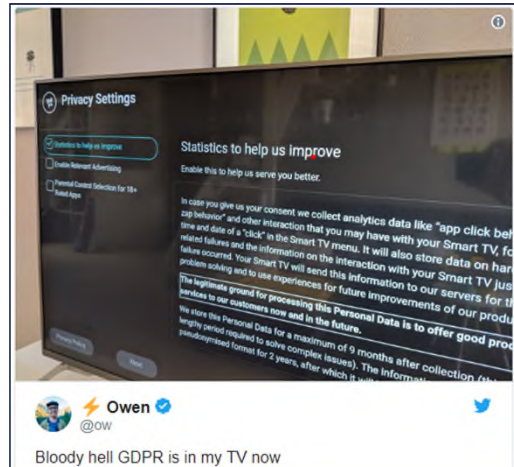 Privacy Settings
Statistics to help us improve
Enable Relevant Advertising
Parental Control Selection for 18+
Rated Apps
Statistics to help us improve
Enable this to help us serve you better.
In case you give us your consent we collect analytics data like "app click beh
zap behavior" and other interaction that you may have with your Smart TV, fo
time and date of a "click" in the Smart TV menu. It will also store data on har
related failures and the information on the interaction with your Smart TV jus
failure occurred. Your Smart TV will send this information to our servers for th
problem solving and to use experiences for future improvements of our produ
The legitimate ground for processing this Personal Data is to offer good prod
services to our customers now and in the future.
We store this Personal Data for a maximum of 9 months after collection (thi
lengthy period required to solve complex issues). The information
pseudonymised format for 2 years, after which it wil
Privacy Policy
Next
Owen
@ow
Bloody hell GDPR is in my TV now